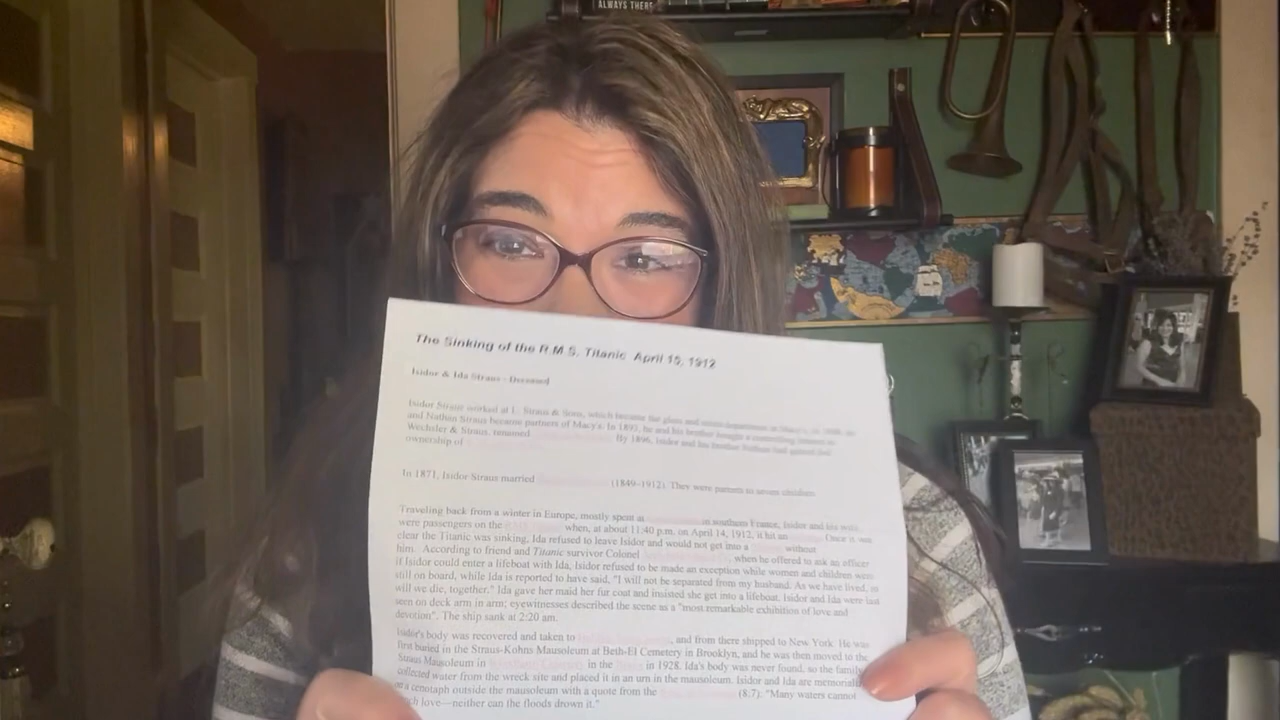 ALWAYS THERE
The Sinking of the R.M.S. Titanic April 15, 1912
Isidor & Ida Straus - Deceased
Isidor Straus worked at L. Straus & Sons, which became the glass and
and Nathan Straus became partners of Macy's. In 1895, he and his brother bought a controlling interest in
Wechsler & Straus, renamed By 1896, Isidor and his brother Nathan had gained full
ownership of
In 1871, Isidor Straus married (1849–1912). They were parents to seven children
Traveling back from a winter in Europe, mostly spent at in southern France, Isidor and his wife
were passengers on the when, at about 11:40 p.m. on April 14, 1912, it hit an Once it was
clear the Titanic was sinking, Ida refused to leave Isidor and would not get into a without
him. According to friend and Titanic survivor Colonel , when he offered to ask an officer
if Isidor could enter a lifeboat with Ida, Isidor refused to be made an exception while women and children were
still on board, while Ida is reported to have said, "I will not be separated from my husband. As we have lived, so
will we die, together." Ida gave her maid her fur coat and insisted she get into a lifeboat. Isidor and Ida were last
seen on deck arm in arm; eyewitnesses described the scene as a "most remarkable exhibition of love and
devotion". The ship sank at 2:20 am.
Isidor's body was recovered and taken to , and from there shipped to New York. He was
first buried in the Straus-Kohns Mausoleum at Beth-El Cemetery in Brooklyn, and he was then moved to the
Straus Mausoleum in in the in 1928. Ida's body was never found, so the family
collected water from the wreck site and placed it in an urn in the mausoleum. Isidor and Ida are
on a cenotaph outside the mausoleum with a quote from the (8:7). "Many waters cannot
love—neither can the floods drown it."